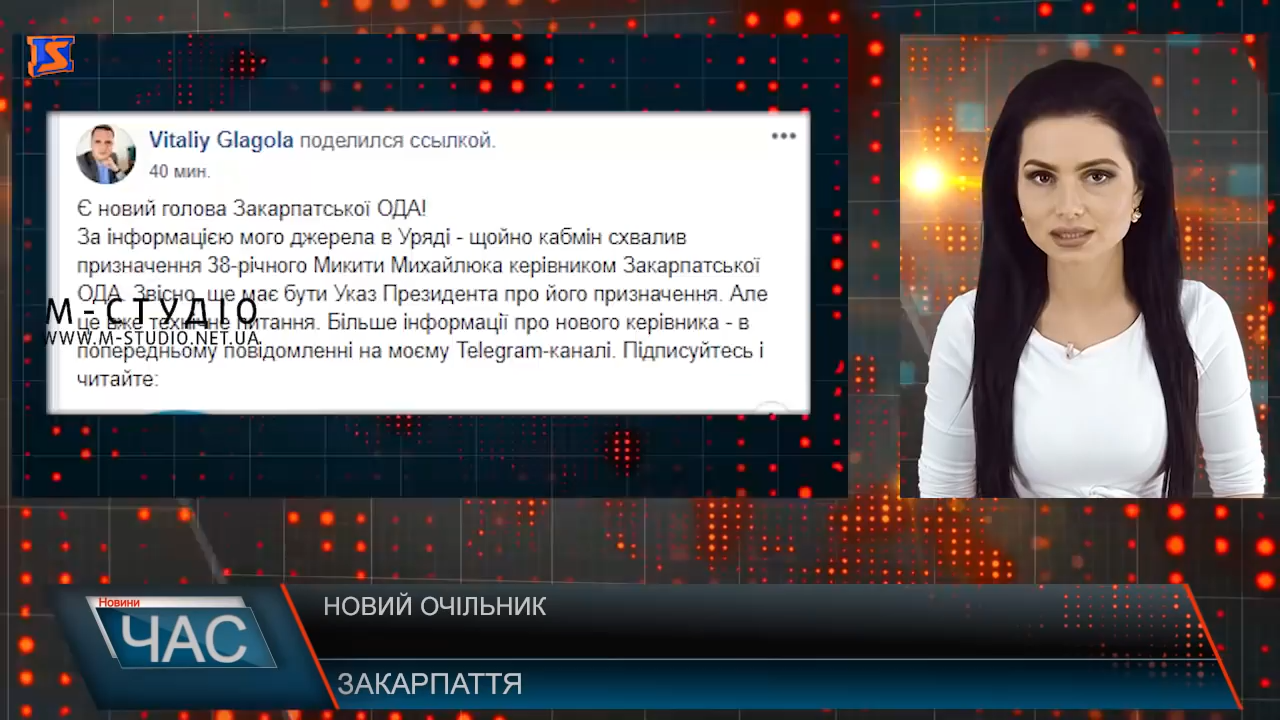 Vitaliy Glagola поделился ссылкой.
40 мин.
Є новий голова Закарпатської ОДА!
За інформацією мого джерела в Уряді - щойно кабмін схвалив
призначення 38-річного Микити Михайлюка керівником Закарпатської
ОДА. Звісно, ще має бути Указ Президента про його призначення. Але
це вже технічне питання. Більше інформації про нового керівника - в
попередньому повідомленні на моєму Telegram-каналі. Підписуйтесь і
читайте:
М-СТУДІО
WWW.M-STUDIO.NET.UA
Новини
ЧАС
НОВИЙ ОЧІЛЬНИК
ЗАКАРПАТТЯ